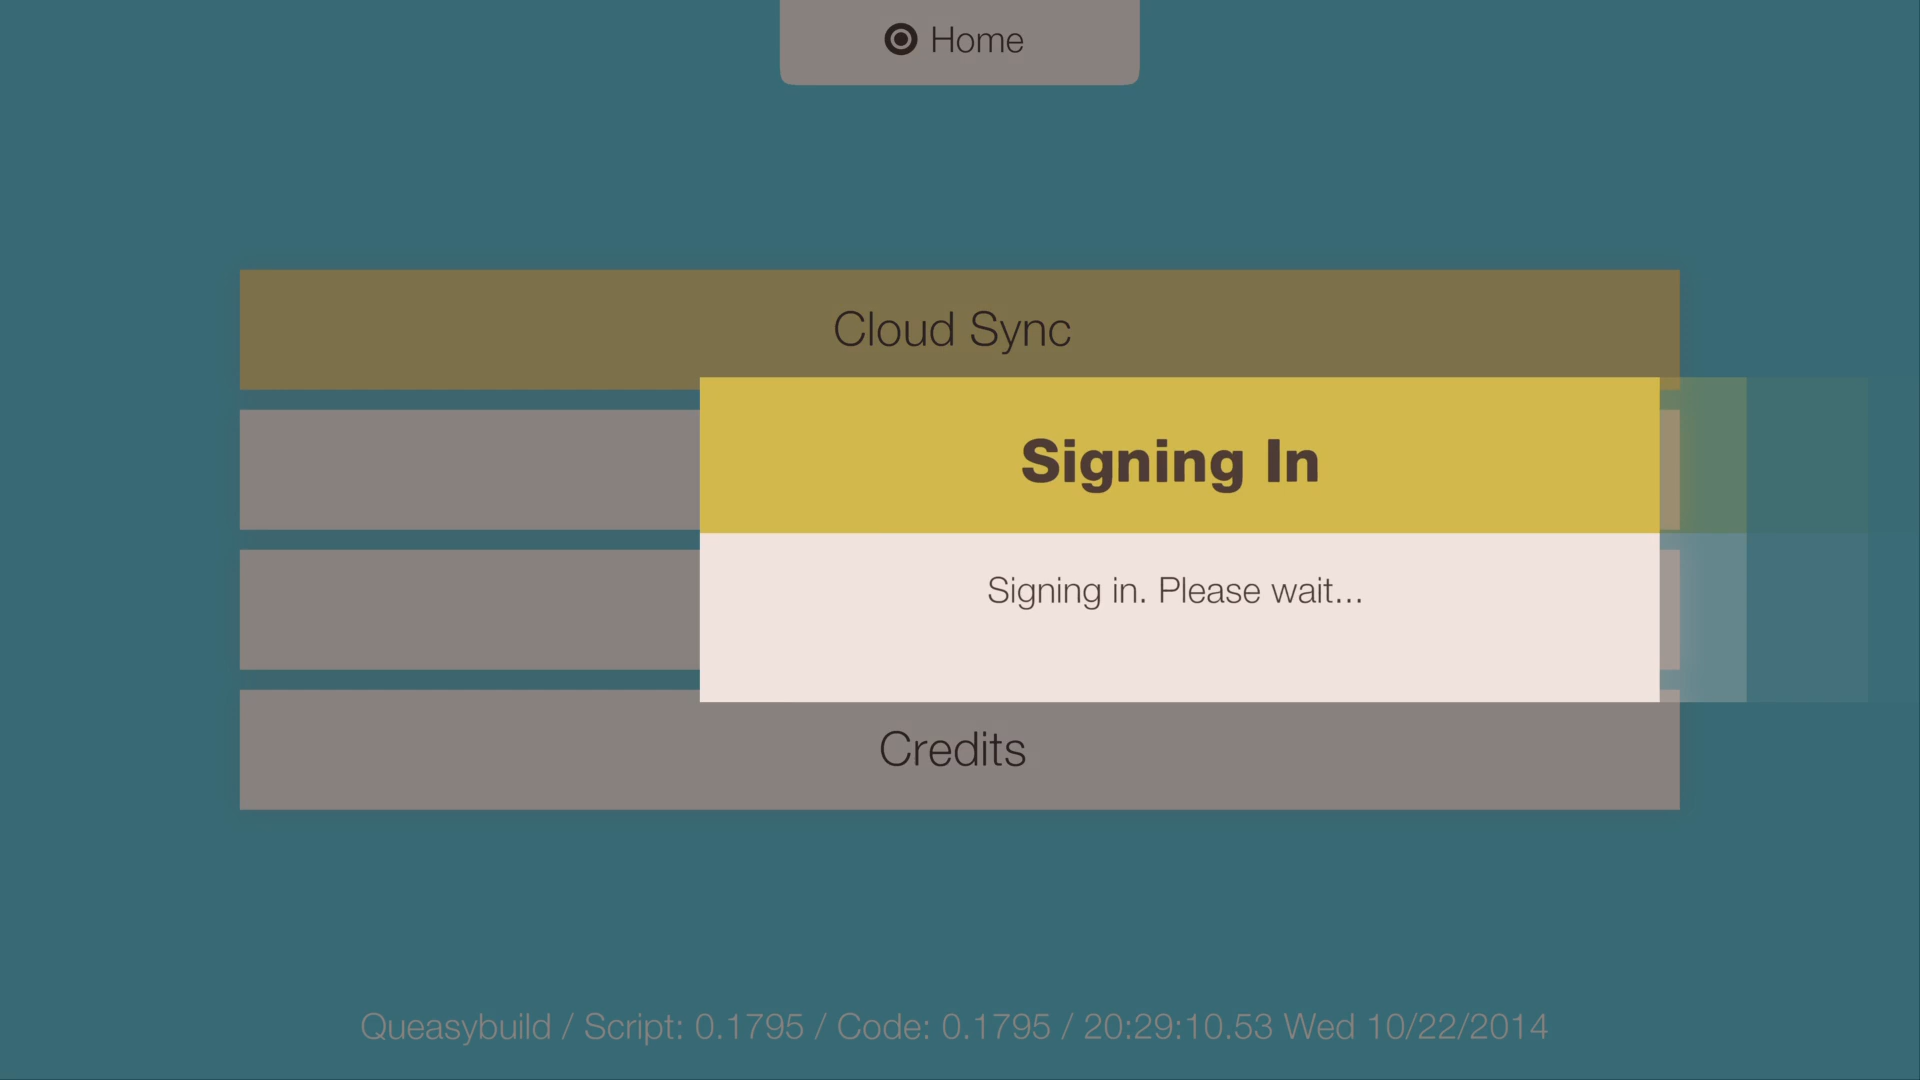 Home
Cloud Sync
Signing In
Signing in. Please wait...
Credits
Queasybuild / Script: 0.1795 / Code: 0.1795 / 20:29:10.53 Wed 10/22/2014